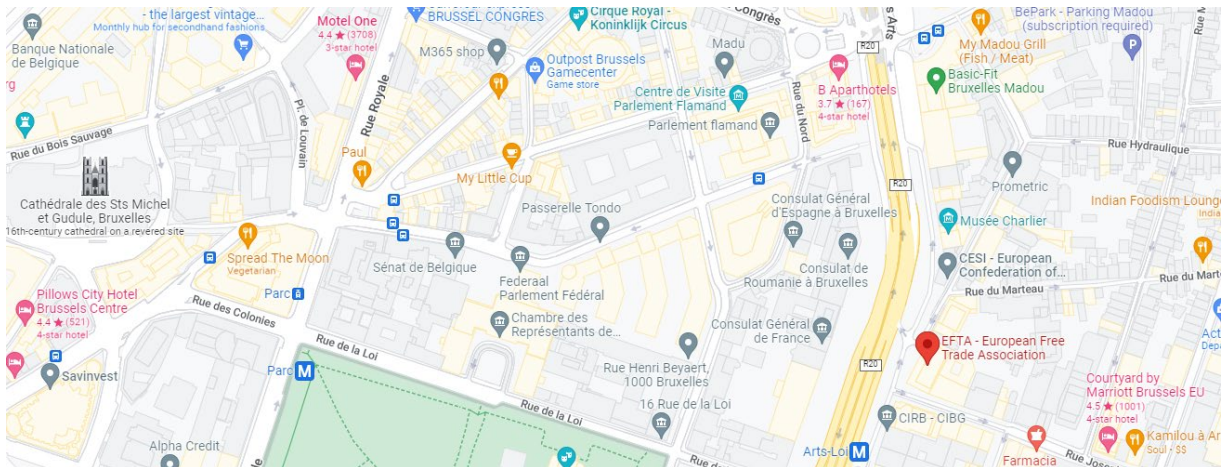 - the largest vintage...
Monthly hub for secondhand fashions
Banque Nationale
de Belgique
Motel One
4.4 ★ (3708)
3-star hotel
BRUSSEL CONGRES
M365 shop
Cirque Royal -
Koninklijk Circus
Congrès
s Arts
R20
BePark - Parking Madou
(subscription required)
My Madou Grill
(Fish / Meat)
Madu
Outpost Brussels
Gamecenter
Game store
Basic-Fit
Bruxelles Madou
B Aparthotels
3.7 ★ (167)
4-star hotel
Centre de Visite
Parlement Flamand
Parlement flamand
Rue du Nord
Rue Royale
Pl. de Louvain
Rue du Bois Sauvage
Rue Hydraulique
Paul
My Little Cup
Prometric
R20
R20
Cathédrale des Sts Michel
et Gudule, Bruxelles
16th-century cathédral on a revered site
Passerelle Tondo
Consulat Général
d'Espagne à Bruxelles
Indian Foodism Loung
Musée Charlier
Spread The Moon
Vegetarian
Sénat de Belgique
Federaal
Parlement Fédéral
Consulat de
Roumanie à Bruxelles
CESI - European
Confederation of...
Rue du Mart
Rue du Marteau
Parc
Pillows City Hotel
Brussels Centre
4.4 ★ (521)
4-star hotel
Rue des Colonies
Chambre des
Représentants de...
Consulat Général
de France
Rue de la Loi
EFTA - European Free
Trade Association
R20
Rue Henri Beyaert,
1000 Bruxelles
Parc
Savinvest
Courtyard by
Marriott Brussels EU
4.5 ★ (1001)
4-star hotel
Rue de la Loi
16 Rue de la Loi
CIRB - CIBG
Alpha Credit
Arts-Loi
Farmacia
Rue Jose
Kamilou à Ar
Soul · $$